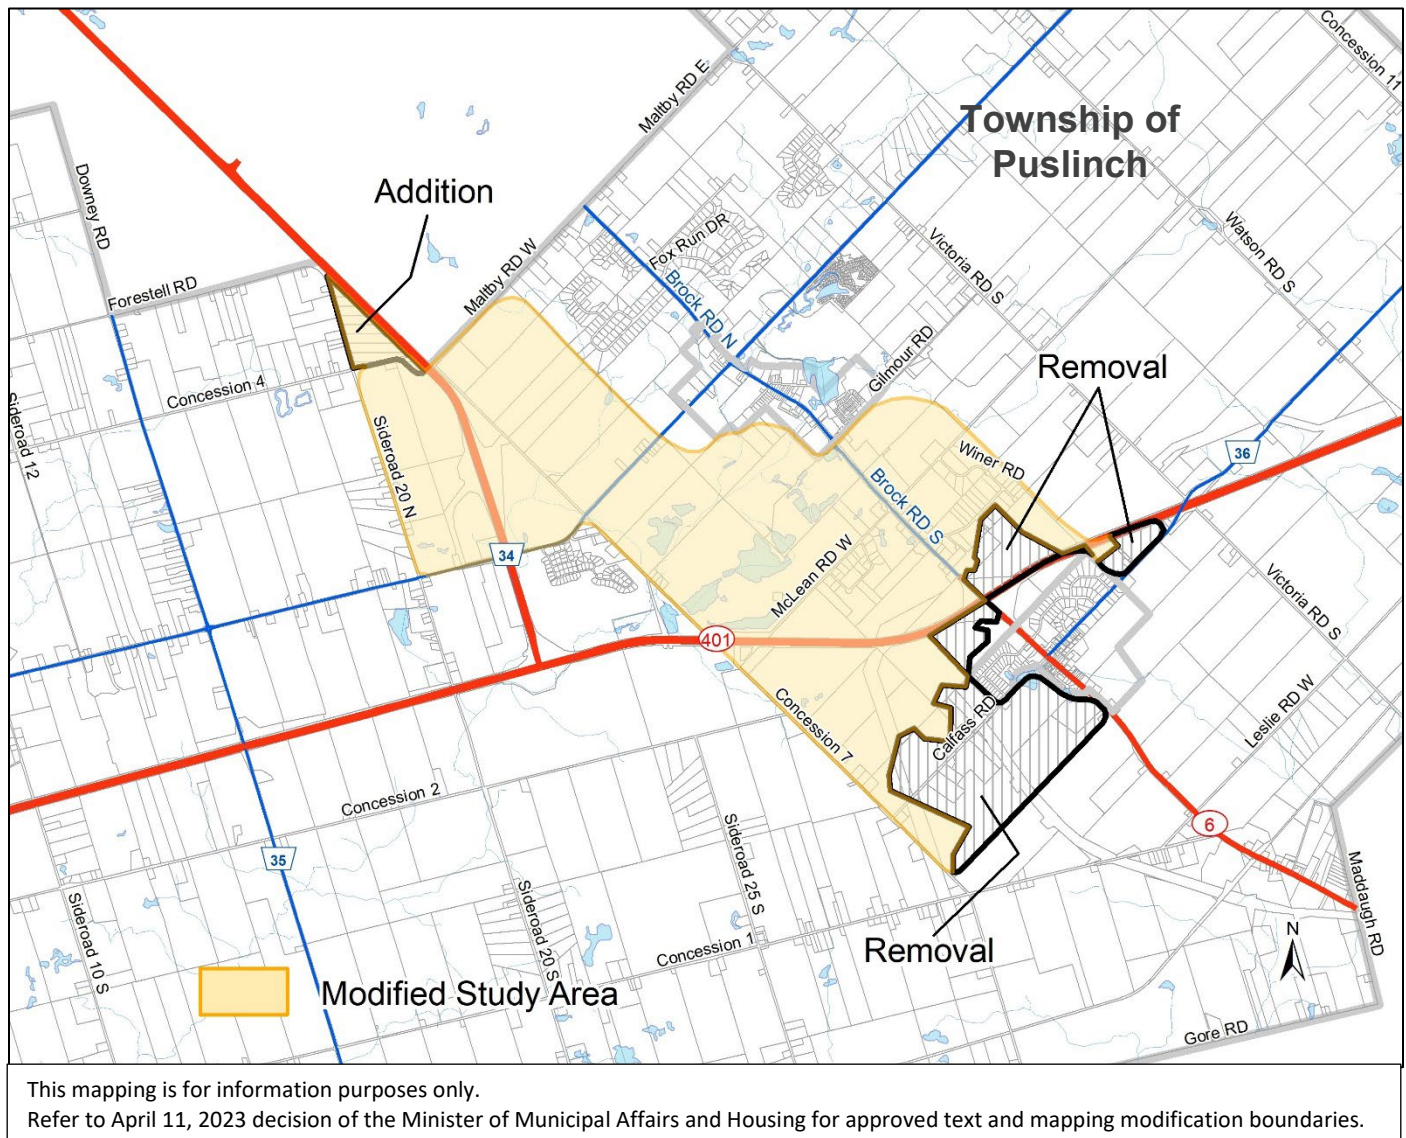 Concession 11
Maltby RD E
Township of
Puslinch
Downey RD
Addition
Watson RD S
Fox Run DR
Victoria RD S
Maltby RD W
Forestell RD
Brock RD N
Gilmour RD
Removal
Concession 4
Sideroad 12
Sideroad 20 N
Winer RD
36
Brock RD S
34
McLean RD W
Victoria RD S
401
Concession 7
Calfass RD
Leslie RD W
Concession 2
6
35
Sideroad 25 S
Maddaugh RD
Sideroad 10 S
Sideroad 20 S
Concession 1
Removal
N
Modified Study Area
Gore RD
This mapping is for information purposes only.
Refer to April 11, 2023 decision of the Minister of Municipal Affairs and Housing for approved text and mapping modification boundaries.